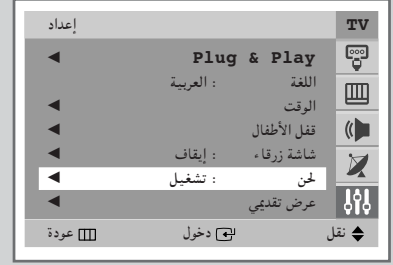 TV إعداد
Plug & Play
اللغة : العربية
الوقت
قفل الأطفال
شاشة زرقاء : إيقاف
لحن : تشغيل
عرض تقديمي
نقل دخول عودة